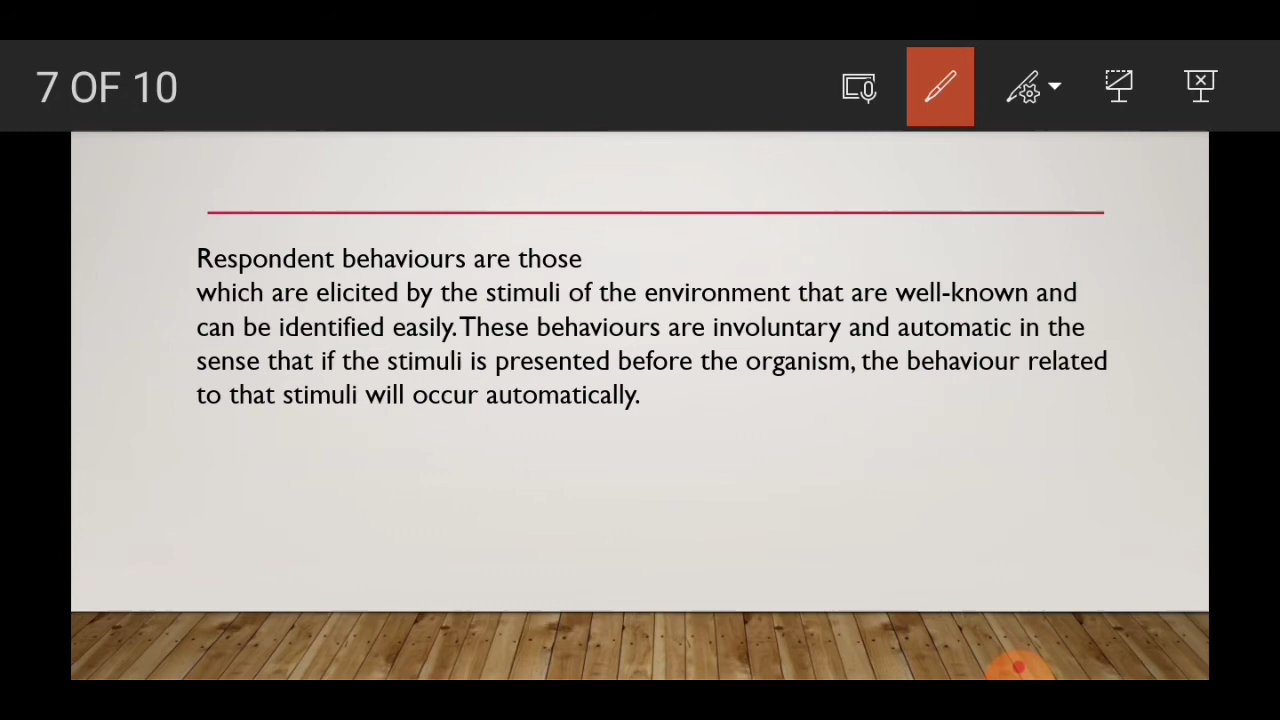 7 OF 10
Respondent behaviours are those
which are elicited by the stimuli of the environment that are well-known and
can be identified easily. These behaviours are involuntary and automatic in the
sense that if the stimuli is presented before the organism, the behaviour related
to that stimuli will occur automatically.